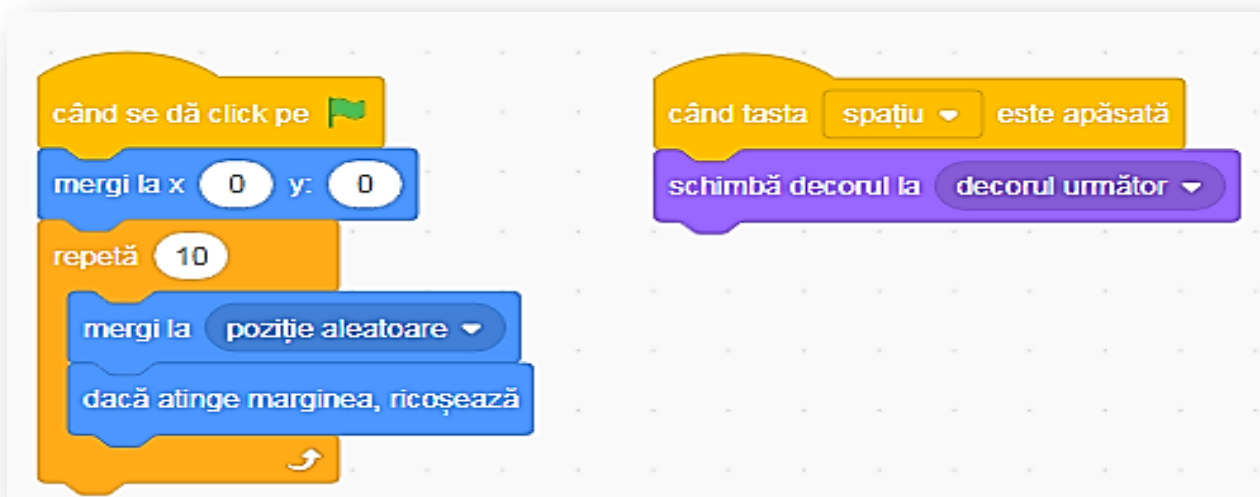 când se dă click pe
mergi la x 0 y: 0
repetă 10
mergi la poziție aleatoare
dacă atinge marginea, ricoșează
când tasta spațiu este apăsată
schimbă decorul la decorul următor